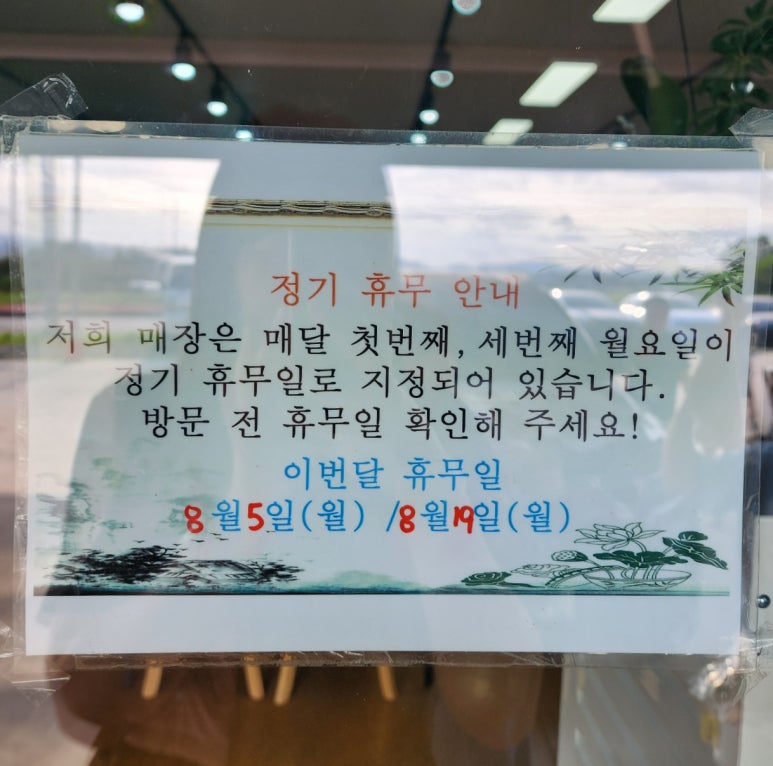 정기 휴무 안내
저희 매장은 매달 첫번째, 세번째 월요일이
정기 휴무일로 지정되어 있습니다.
방문 전 휴무일 확인해 주세요!
이번달 휴무일
8월5일(월) /8월19일(월)